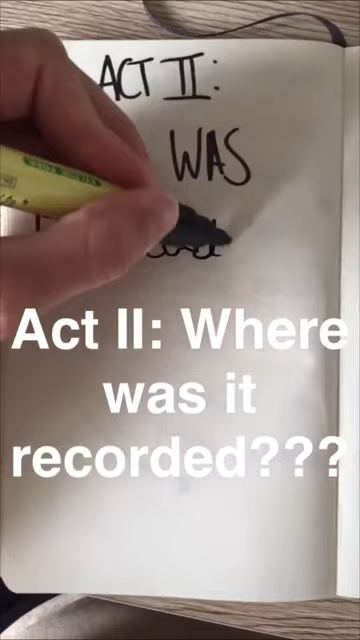 ACT II:
WAS
Act II: Where
was it
recorded???